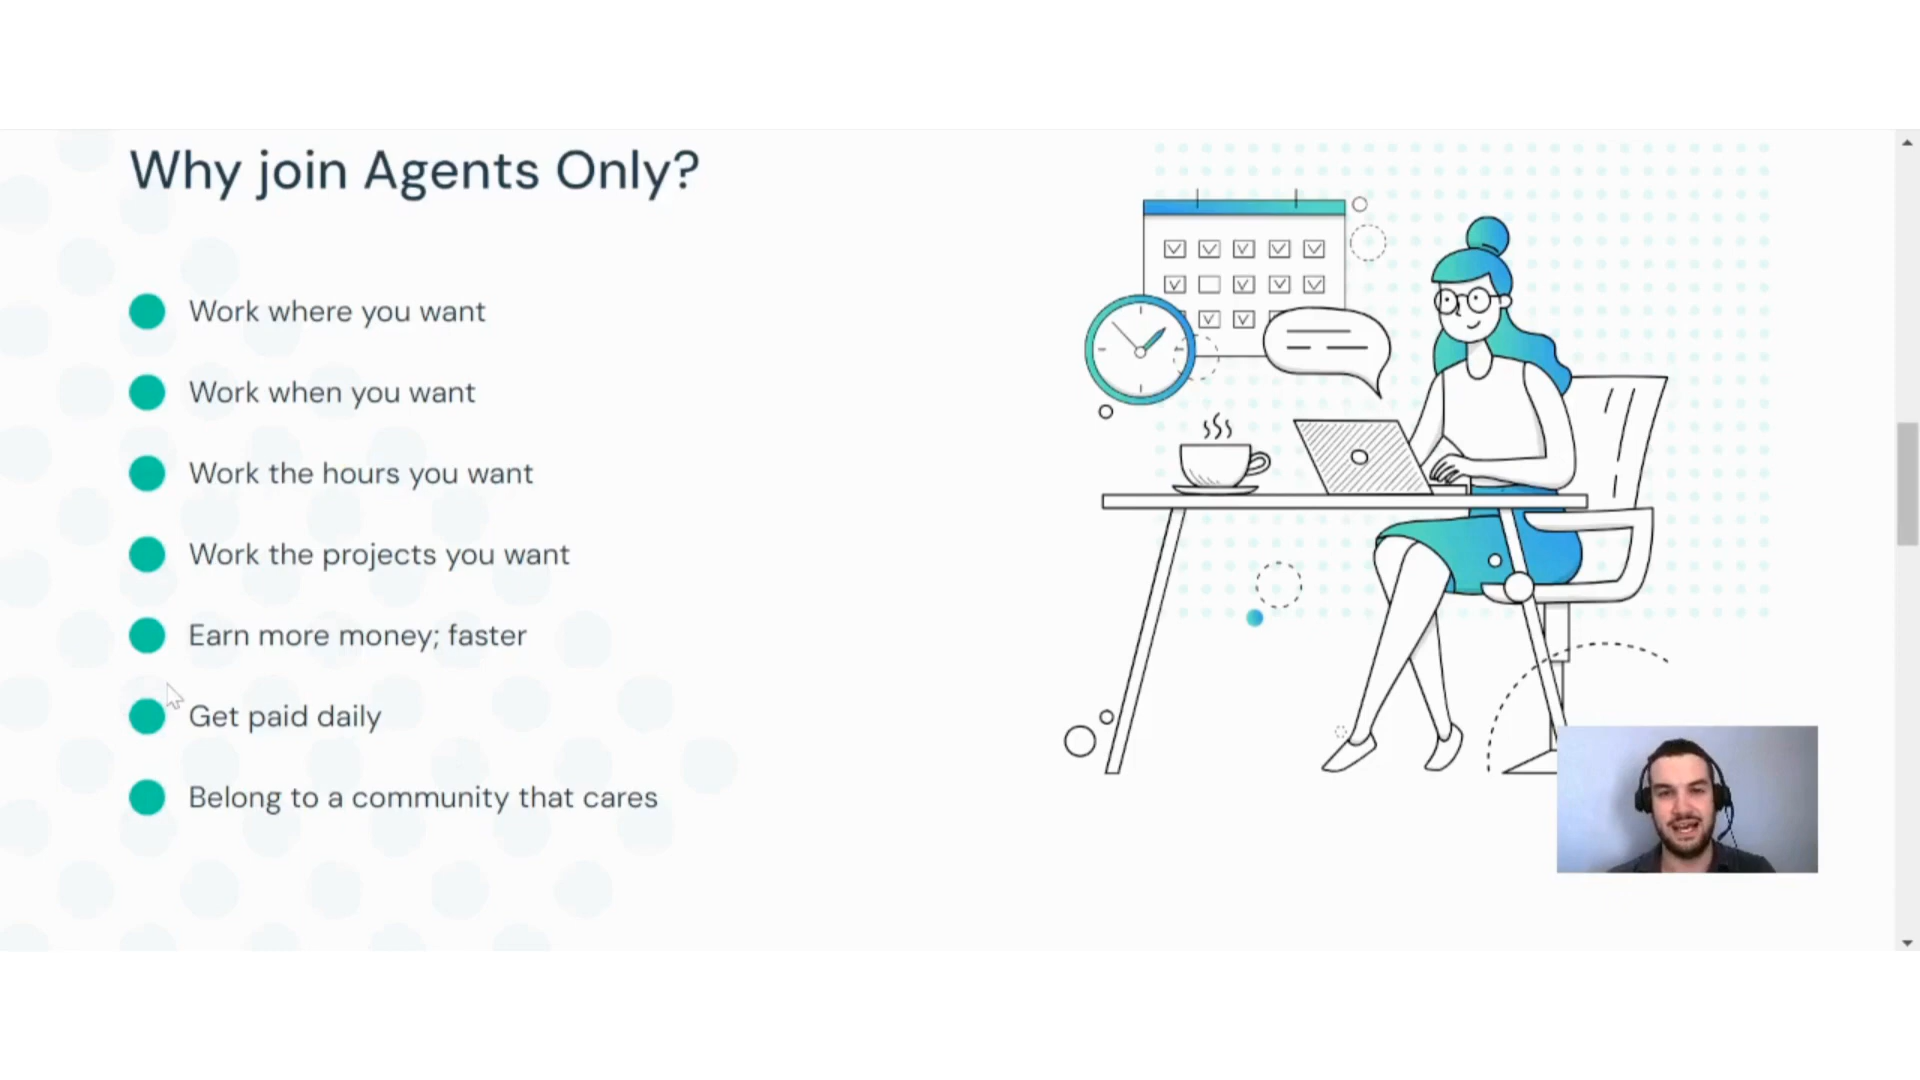 Why join Agents Only?
Work where you want
Work when you want
Work the hours you want
Work the projects you want
Earn more money; faster
Get paid daily
Belong to a community that cares